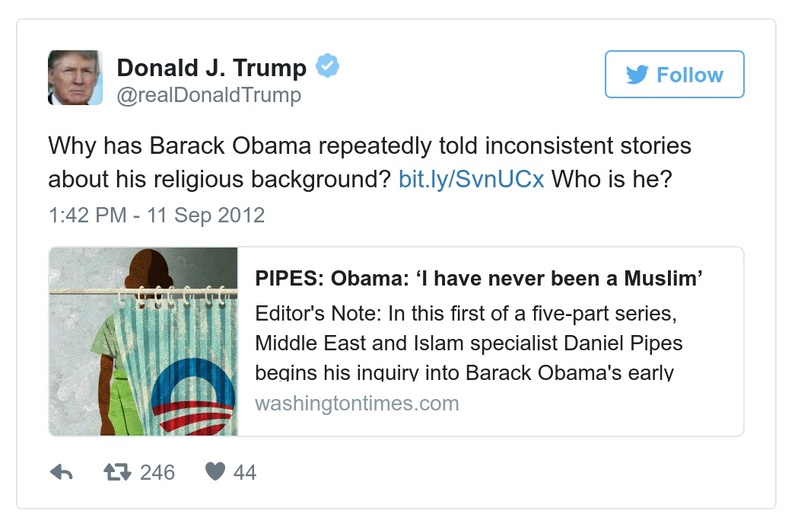 Donald J. Trump
@realDonaldTrump
Follow
Why has Barack Obama repeatedly told inconsistent stories
about his religious background? bit.ly/SvnUCx Who is he?
1:42 PM - 11 Sep 2012
PIPES: Obama: ‘I have never been a Muslim’
Editor's Note: In this first of a five-part series,
Middle East and Islam specialist Daniel Pipes
begins his inquiry into Barack Obama's early
washingtontimes.com
246
44